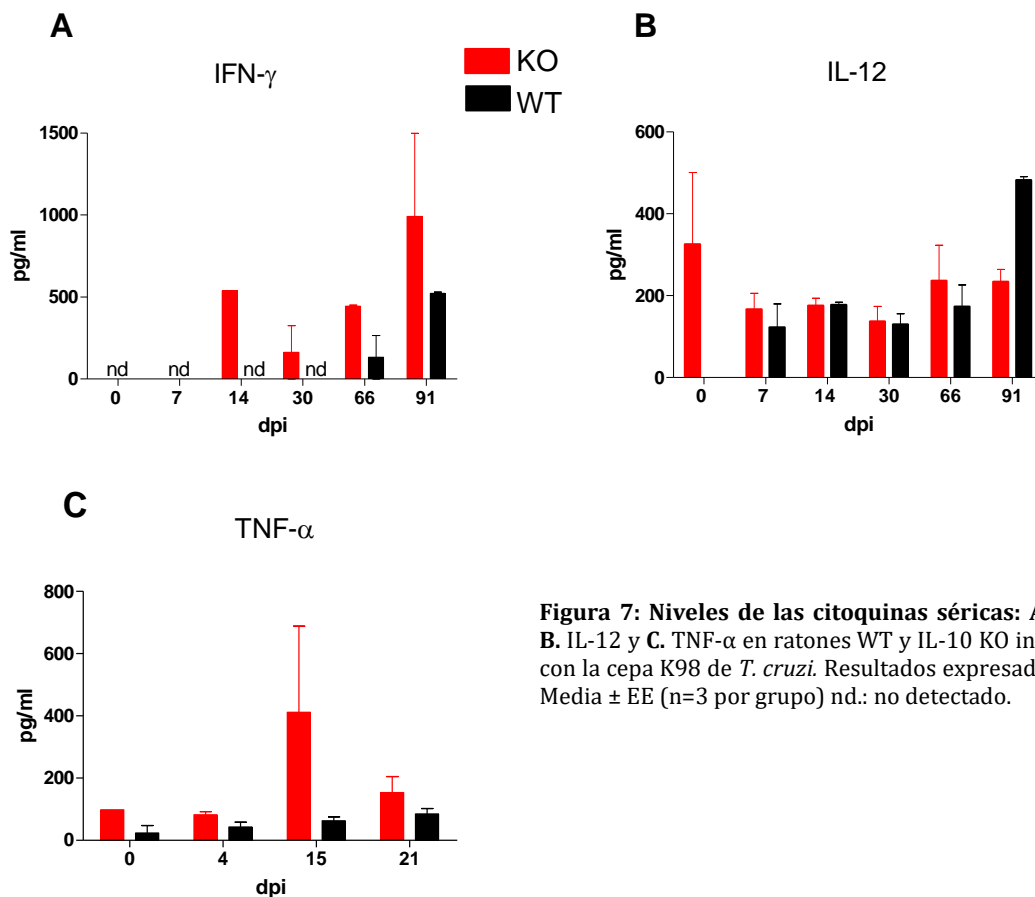 A
IFN-γ
KO
WT
1500
1000
500
0
pg/ml
nd
nd
nd
nd
0
7
14
30
66
91
dpi
B
IL-12
600
400
200
0
pg/ml
0
7
14
30
66
91
dpi
C
TNF-α
800
600
400
200
0
pg/ml
0
4
15
21
dpi
Figura 7: Niveles de las citoquinas séricas:
B. IL-12 y C. TNF-α en ratones WT y IL-10 KO in
con la cepa K98 de T. cruzi. Resultados expresad
Media ± EE (n=3 por grupo) nd.: no detectado.